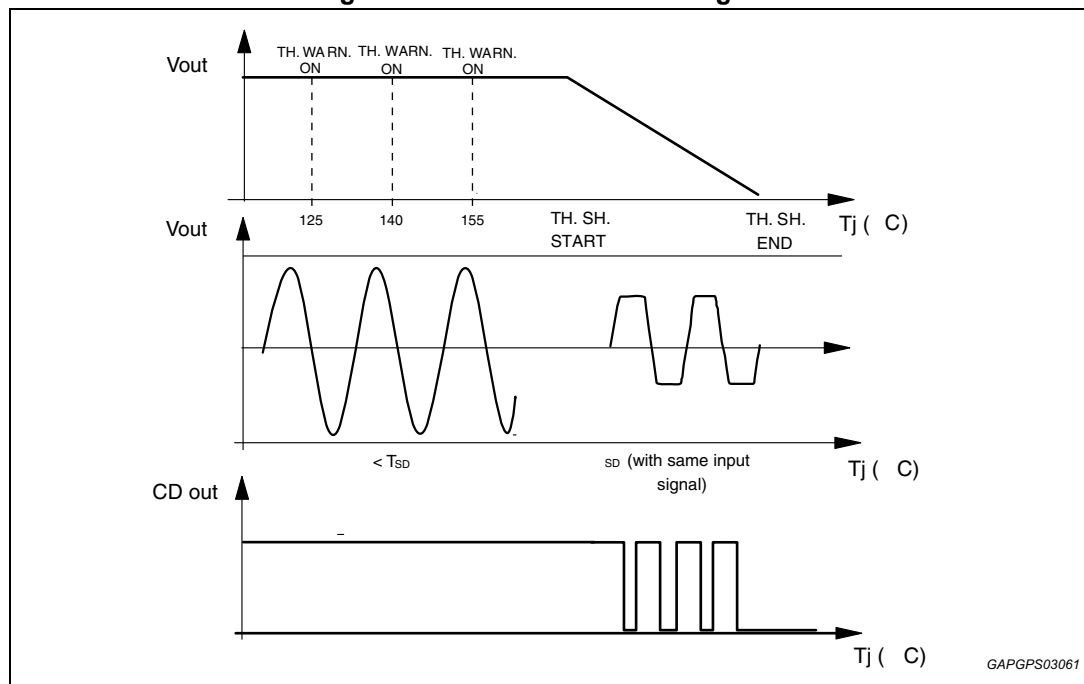 Vout
TH. WARN. TH. WARN. TH. WARN.
ON ON ON
125 140 155 TH. SH. START TH. SH. END Tj ( C)
Vout
< TSD
SD (with same input
signal)
Tj ( C)
CD out
Tj ( C)
GAPGPS03061